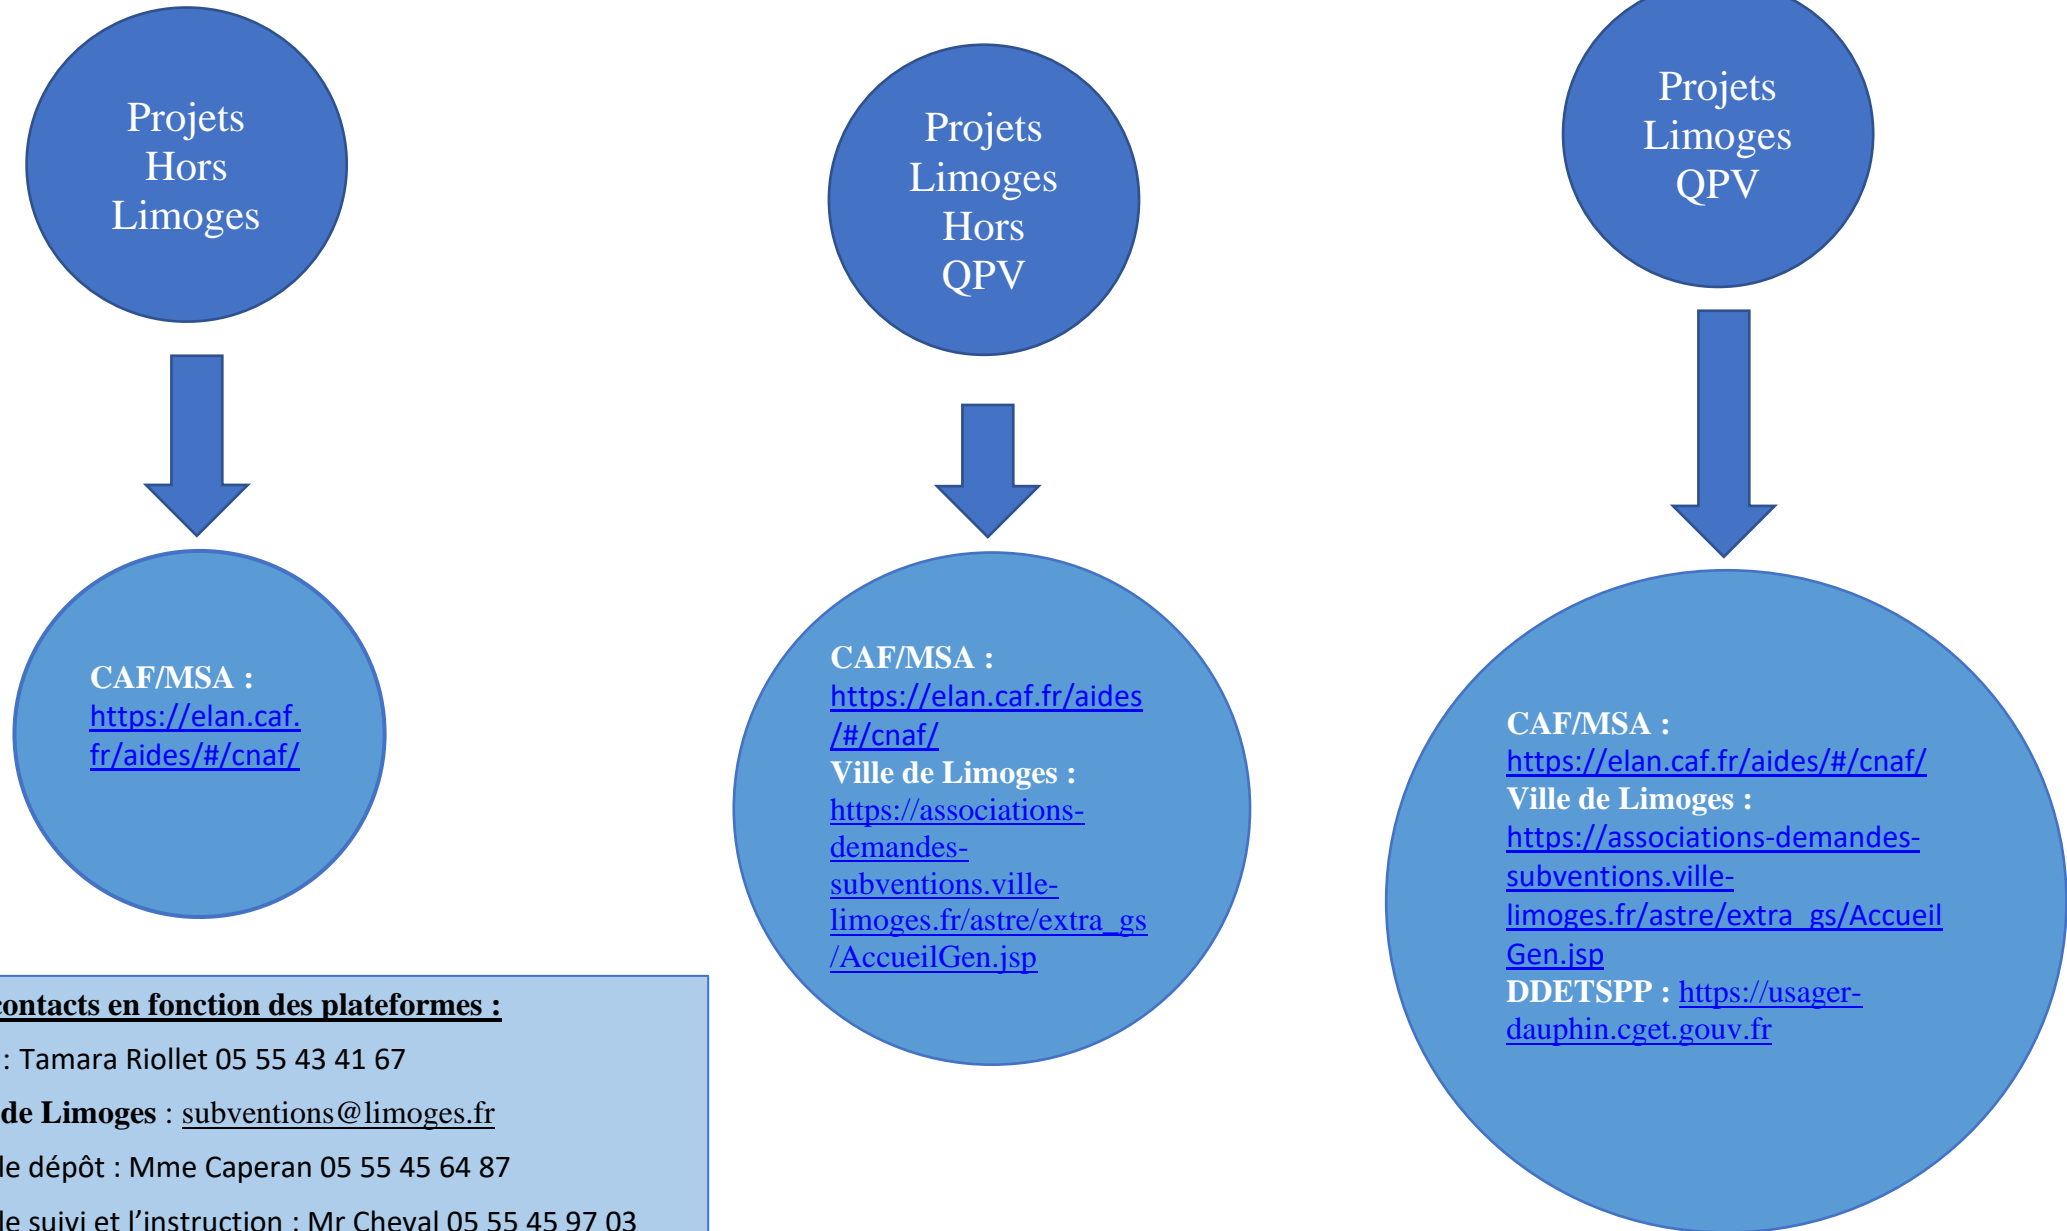 Projets
Hors
Limoges
CAF/MSA :
https://elan.caf.
fr/aides/#/cnaf/
Projets
Limoges
Hors
QPV
CAF/MSA :
https://elan.caf.fr/aides
/#/cnaf/
Ville de Limoges :
https://associations-
demandes-
subventions.ville-
limoges.fr/astre/extra_gs
/AccueilGen.jsp
Projets
Limoges
QPV
CAF/MSA :
https://elan.caf.fr/aides/#/cnaf/
Ville de Limoges :
https://associations-demandes-
subventions.ville-
limoges.fr/astre/extra_gs/Accueil
Gen.jsp
DDETSPP : https://usager-
dauphin.cget.gouv.fr
contacts en fonction des plateformes :
: Tamara Riollet 05 55 43 41 67
de Limoges : subventions@limoges.fr
le dépôt : Mme Caperan 05 55 45 64 87
le suivi et l’instruction : Mr Cheval 05 55 45 97 03